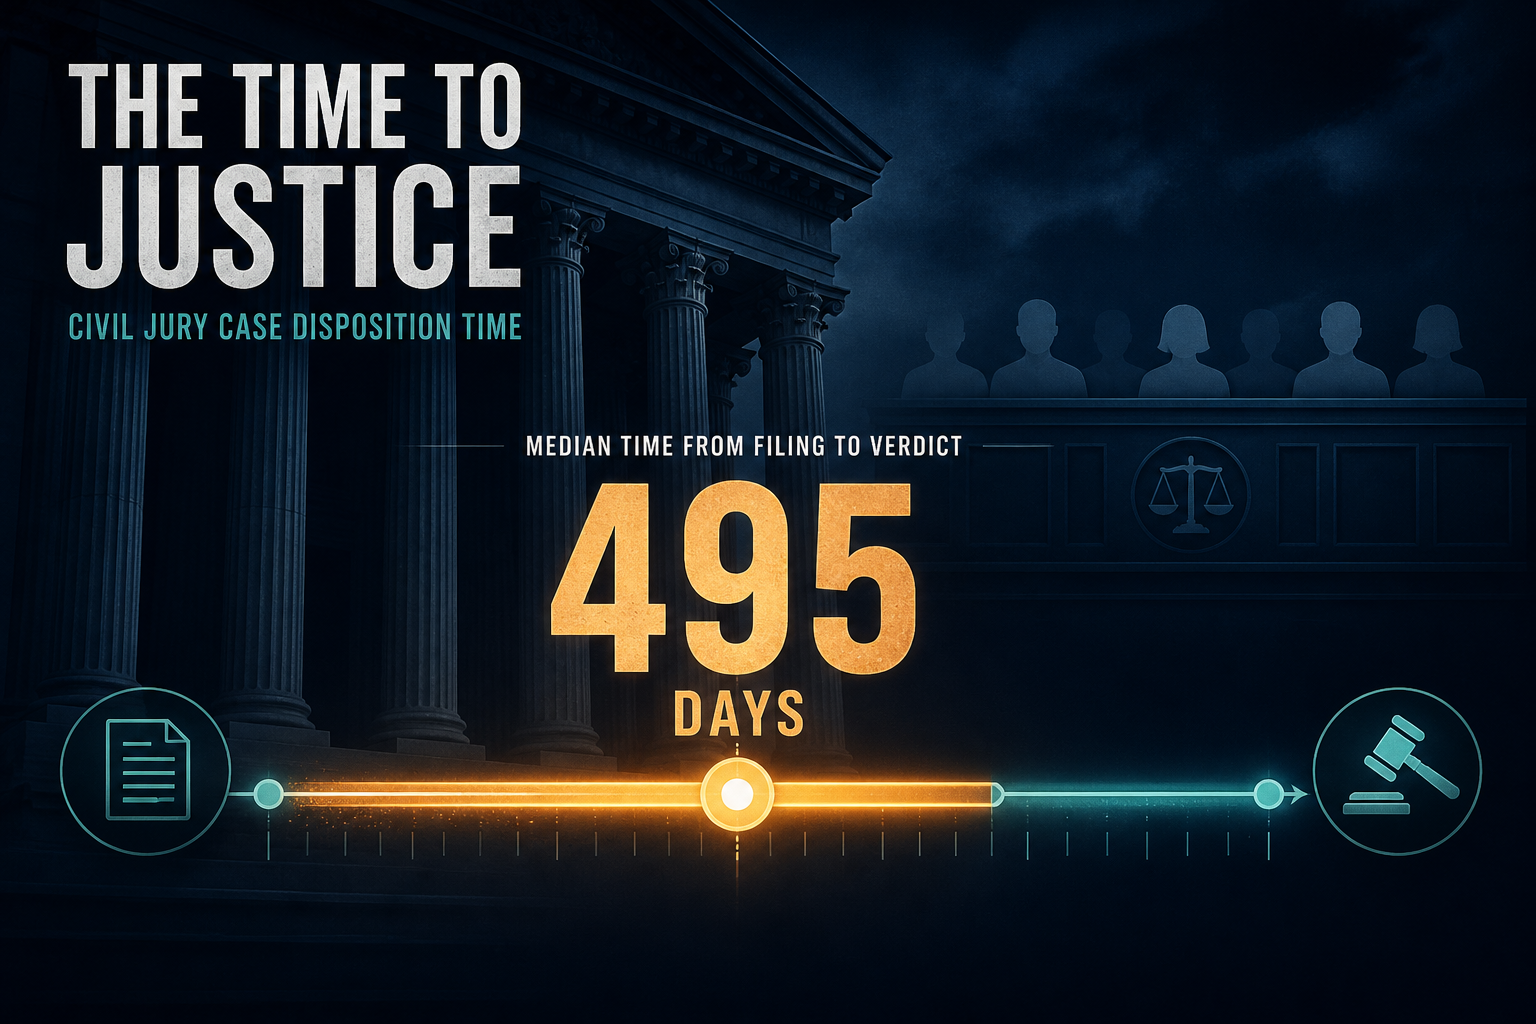 THE TIME TO
JUSTICE
CIVIL JURY CASE DISPOSITION TIME
MEDIAN TIME FROM FILING TO VERDICT
495
DAYS